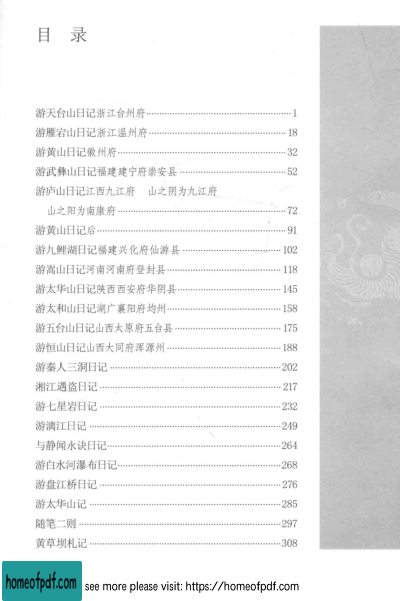 目 录
游天台山日记浙江台州府 1
游雁宕山日记浙江温州府 18
游黄山日记徽州府 32
游武彝山日记福建建宁府崇安县 52
游庐山日记江西九江府 山之阴为九江府
山之阳为南康府 72
游黄山日记后 91
游九鲤湖日记福建兴化府仙游县 102
游嵩山日记河南河南府登封县 118
游太华山日记陕西西安府华阴县 145
游太和山日记湖广襄阳府均州 158
游五台山日记山西太原府五台县 175
游恒山日记山西大同府浑源州 188
游秦人三洞日记 202
湘江遇盗日记 217
游七星岩日记 232
游漓江日记 249
与静闻永诀日记 264
游白水河瀑布日记 268
游盘江桥日记 276
游太华山记 285
随笔二则 297
黄草坝札记 308
homeofpdf.com
see more please visit: https://homeofpdf.com